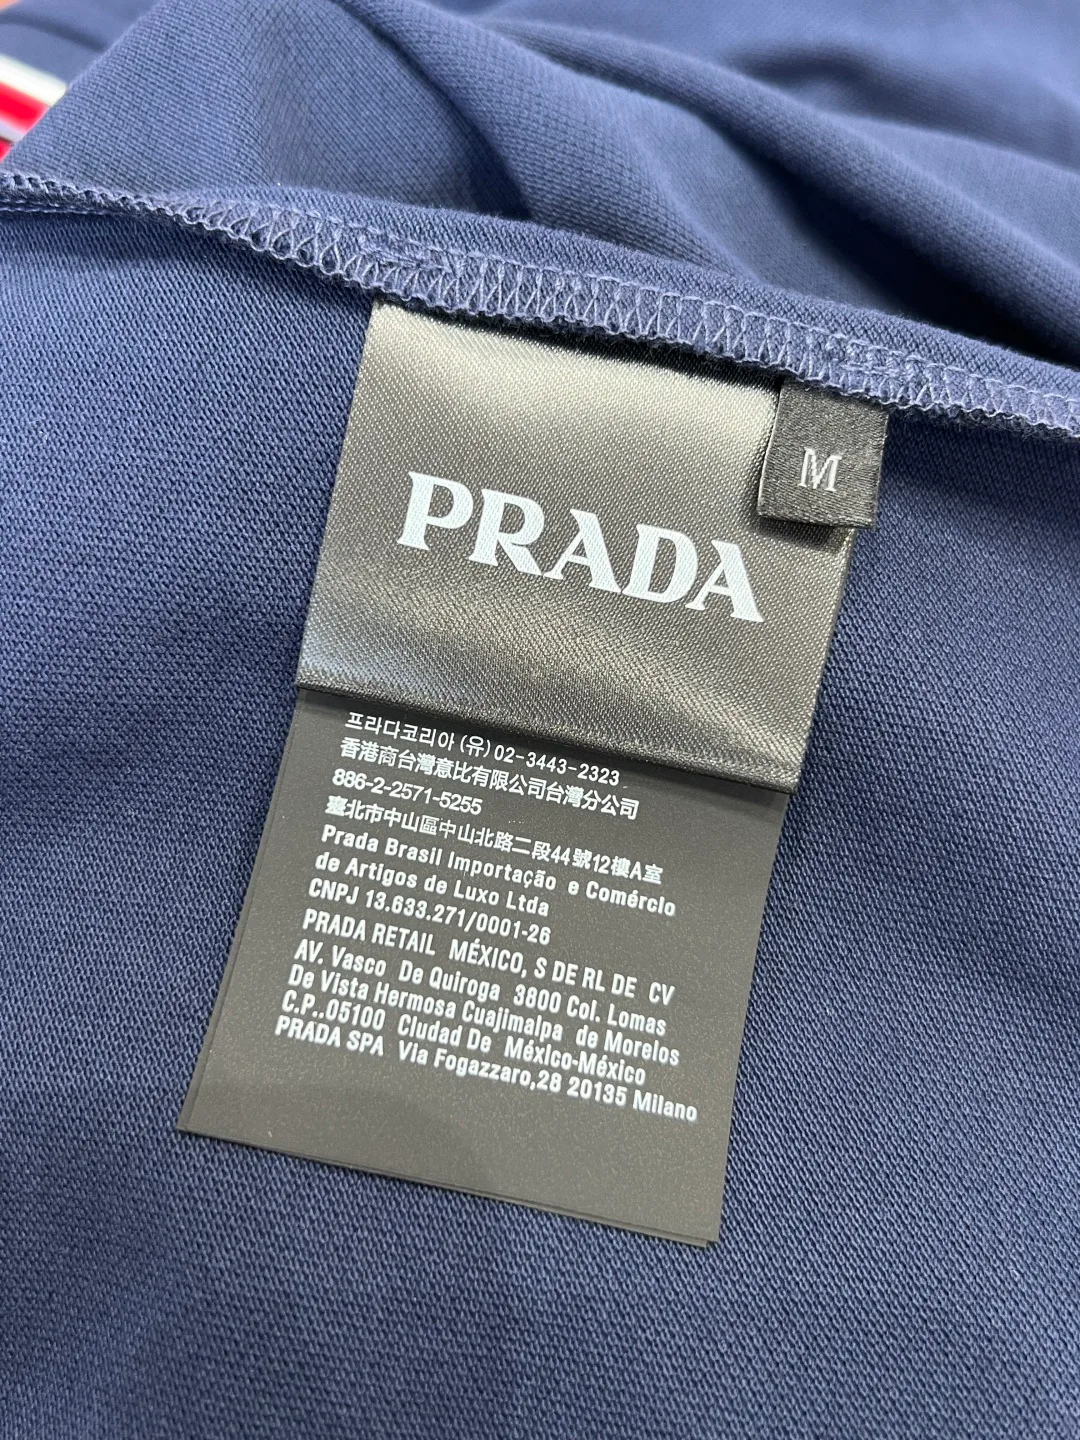 PRADA
M
프라다코리아 (유) 02-3443-2323
香港商台灣意比有限公司台灣分公司
886-2-2571-5255
臺北市中山區中山北路二段44號12樓A室
Prada Brasil Importação e Comércio
de Artigos de Luxo Ltda
CNPJ 13.633.271/0001-26
PRADA RETAIL MÉXICO, S DE RL DE CV
AV. Vasco De Quiroga 3800 Col. Lomas
De Vista Hermosa Cuajimalpa de Morelos
C.P..05100 Ciudad De México-México
PRADA SPA Via Fogazzaro,28 20135 Milano